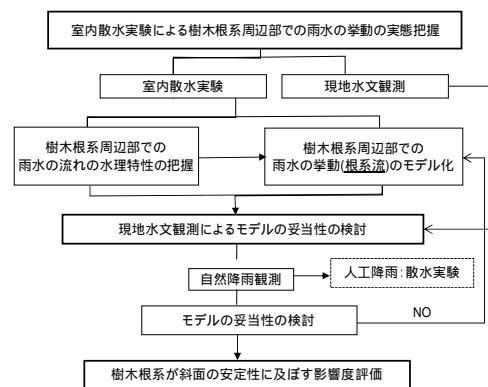 室内散水実験による樹木根系周辺部での雨水の挙動の実態把握
室内散水実験
現地水文観測
樹木根系周辺部での
雨水の流れの水理特性の把握
樹木根系周辺部での
雨水の挙動(根系流)のモデル化
現地水文観測によるモデルの妥当性の検討
自然降雨観測
人工降雨：散水実験
モデルの妥当性の検討
NO
樹木根系が斜面の安定性に及ぼす影響度評価